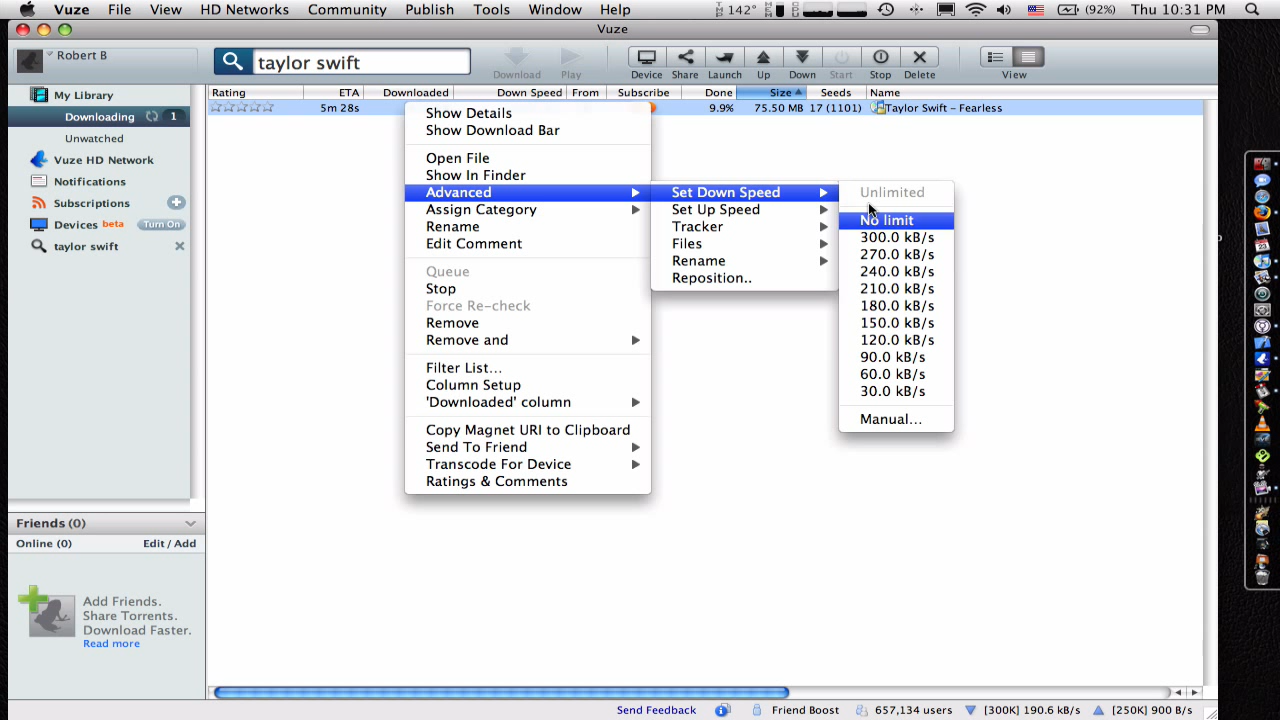 Vuze File View HD Networks Community Publish Tools Window Help 142° (92%) Thu 10:31 PM
Vuze
Robert B
taylor swift
Download Play Device Share Launch Up Down Start Stop Delete View
My Library
Downloading 1
Unwatched
Vuze HD Network
Notifications
Subscriptions
Devices beta Turn On
taylor swift
Rating ETA Downloaded Down Speed From Subscribe Done Size Seeds Name
5m 28s 9.9% 75.50 MB 17 (1101) Taylor Swift – Fearless
Show Details
Show Download Bar
Open File
Show In Finder
Advanced
Assign Category
Rename
Edit Comment
Queue
Stop
Force Re-check
Remove
Remove and
Filter List...
Column Setup
'Downloaded' column
Copy Magnet URI to Clipboard
Send To Friend
Transcode For Device
Ratings & Comments
Set Down Speed
Set Up Speed
Tracker
Files
Rename
Reposition..
Unlimited
No limit
300.0 kB/s
270.0 kB/s
240.0 kB/s
210.0 kB/s
180.0 kB/s
150.0 kB/s
120.0 kB/s
90.0 kB/s
60.0 kB/s
30.0 kB/s
Manual...
Friends (0)
Online (0) Edit / Add
Add Friends.
Share Torrents.
Download Faster.
Read more
Send Feedback Friend Boost 657,134 users [300K] 190.6 kB/s [250K] 900 B/s